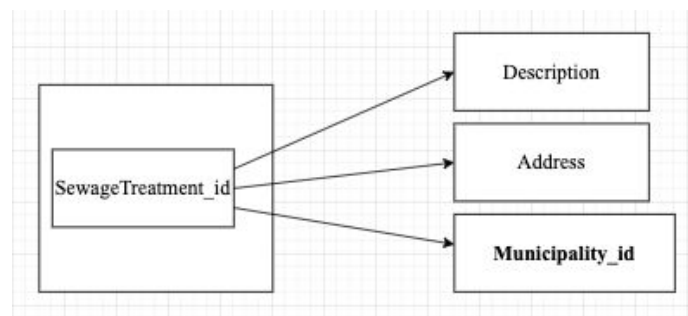 Description
SewageTreatment_id
Address
Municipality_id